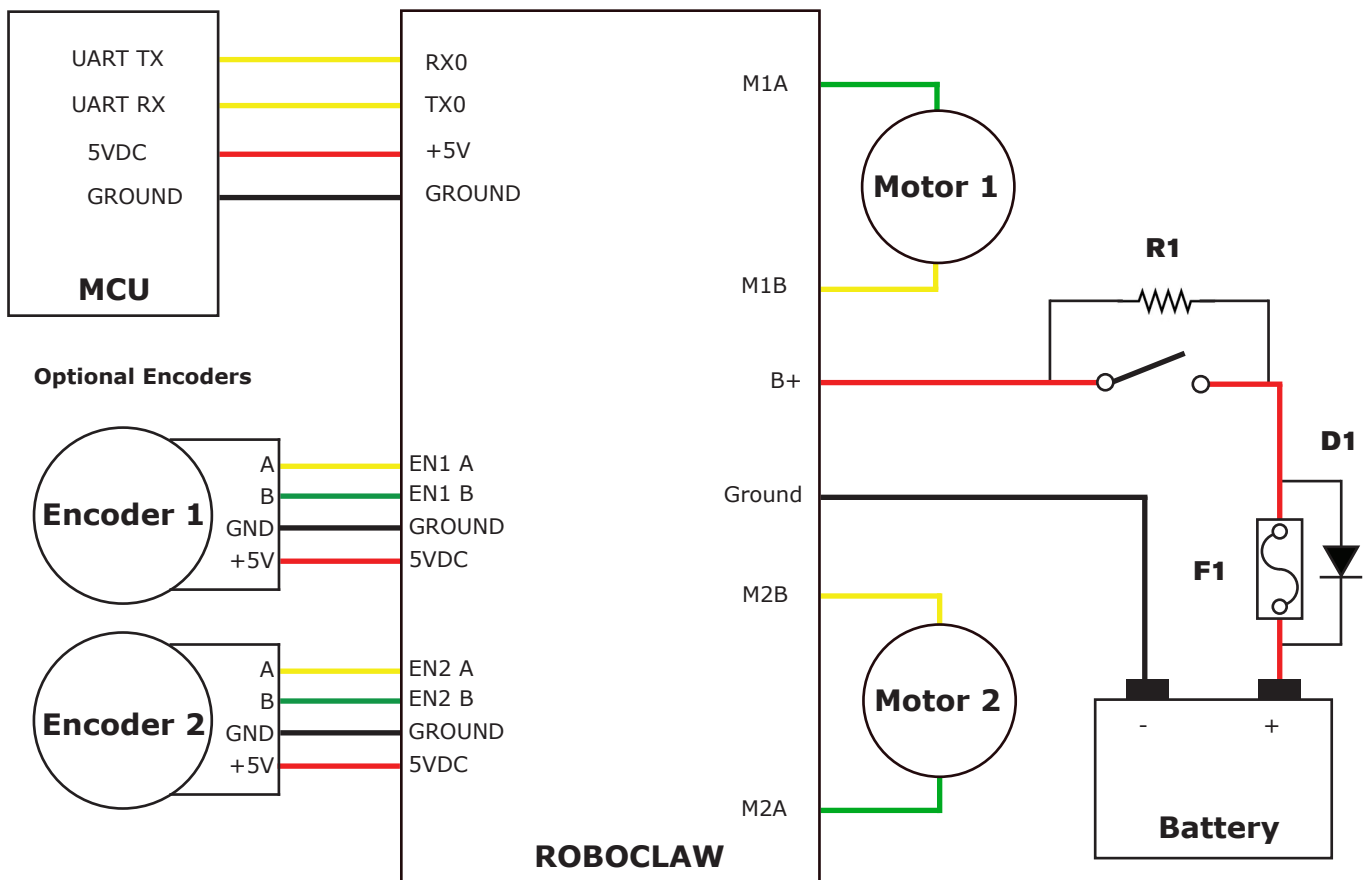 UART TX
UART RX
5VDC
GROUND
MCU
RX0
TX0
+5V
GROUND
Optional Encoders
Encoder 1
A
B
GND
+5V
EN1 A
EN1 B
GROUND
5VDC
Encoder 2
A
B
GND
+5V
EN2 A
EN2 B
GROUND
5VDC
ROBOCLAW
M1A
M1B
B+
Ground
M2B
M2A
Motor 1
Motor 2
R1
D1
F1
- +
Battery